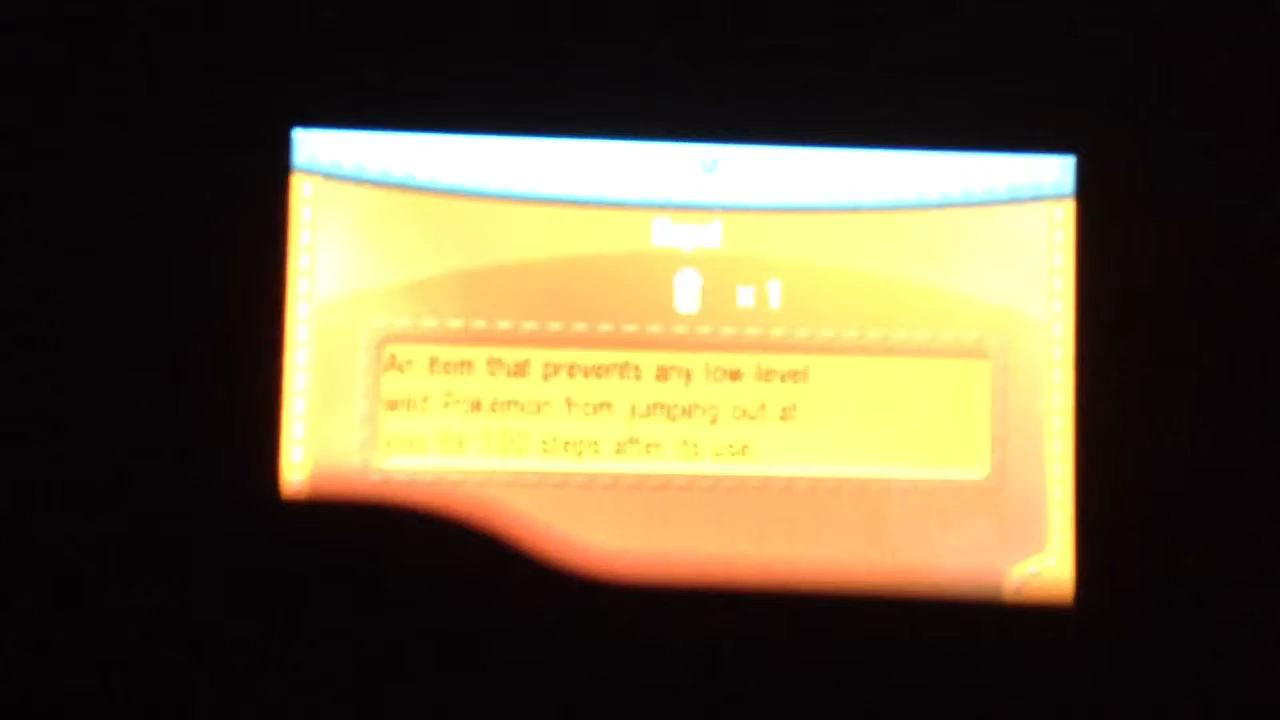 Repel
x 1
An item that prevents any low-level
wild Pokémon from jumping out at
steps after its use.